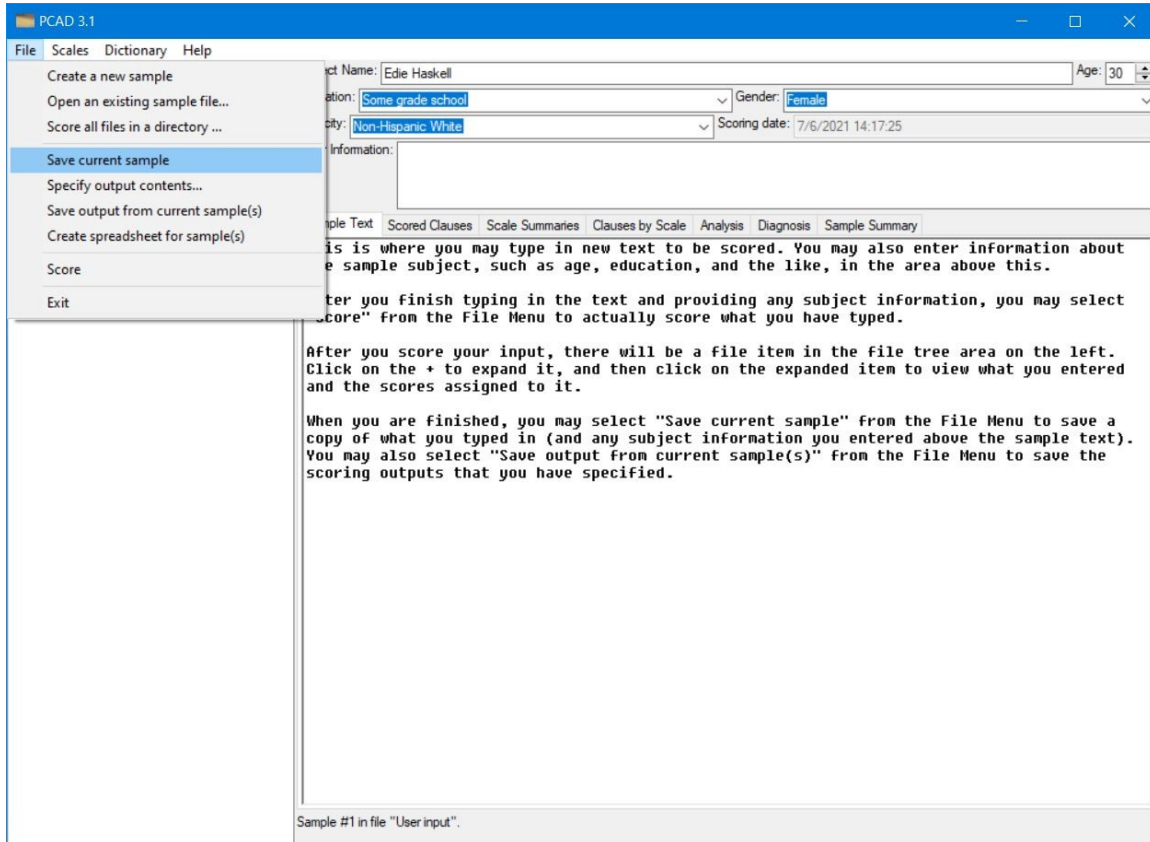 PCAD 3.1
File Scales Dictionary Help
Create a new sample
Open an existing sample file...
Score all files in a directory ...
Save current sample
Specify output contents...
Save output from current sample(s)
Create spreadsheet for sample(s)
Score
Exit
ect Name: Edie Haskell Age: 30
ation: Some grade school Gender: Female
city: Non-Hispanic White Scoring date: 7/6/2021 14:17:25
Information:
mple Text Scored Clauses Scale Summaries Clauses by Scale Analysis Diagnosis Sample Summary
is is where you may type in new text to be scored. You may also enter information about
e sample subject, such as age, education, and the like, in the area above this.
ter you finish typing in the text and providing any subject information, you may select
score" from the File Menu to actually score what you have typed.
After you score your input, there will be a file item in the file tree area on the left.
Click on the + to expand it, and then click on the expanded item to view what you entered
and the scores assigned to it.
When you are finished, you may select "Save current sample" from the File Menu to save a
copy of what you typed in (and any subject information you entered above the sample text).
You may also select "Save output from current sample(s)" from the File Menu to save the
scoring outputs that you have specified.
Sample #1 in file "User input".